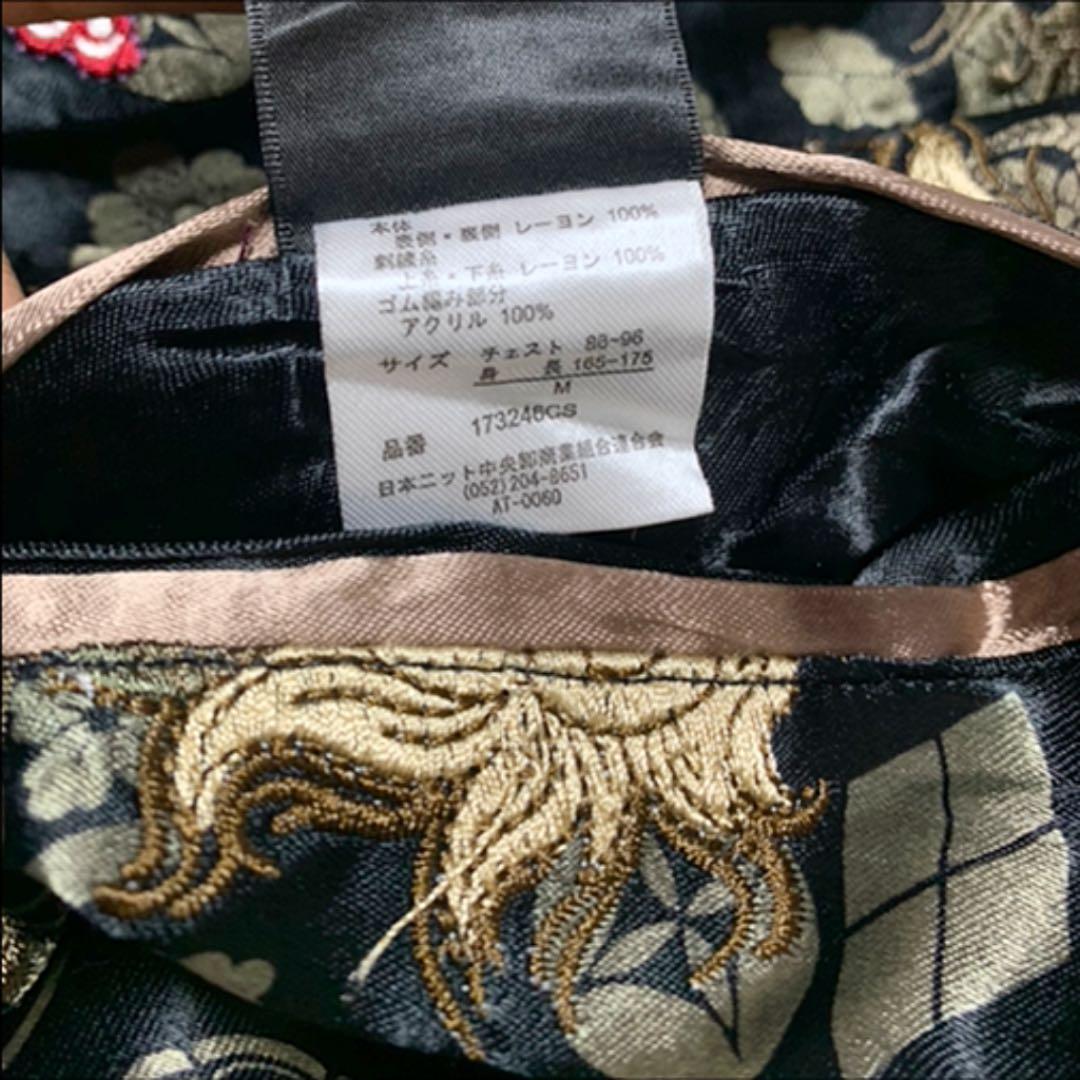 本体
表側・裏側 レーヨン 100%
刺繍糸
上糸・下糸 レーヨン 100%
ゴム編み部分
アクリル 100%
サイズ チェスト 88-96
身 長 165-175
M
品番 173246GS
日本ニット中央卸商業組合連合会
(052)204-8651
AT-0060